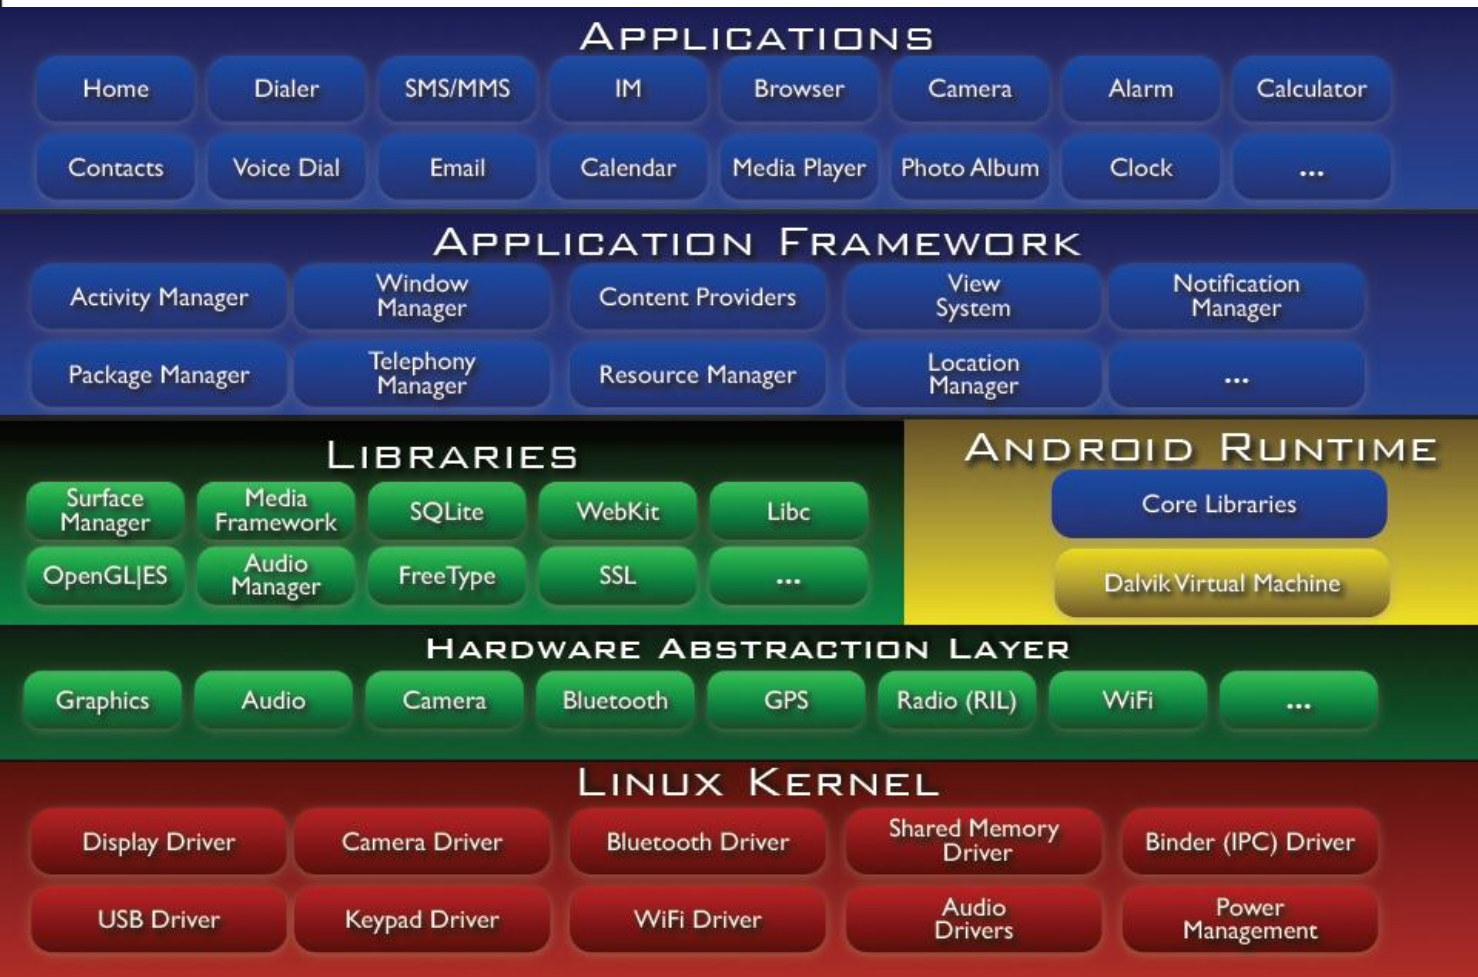 APPLICATIONS
Home Dialer SMS/MMS IM Browser Camera Alarm Calculator
Contacts Voice Dial Email Calendar Media Player Photo Album Clock ...
APPLICATION FRAMEWORK
Activity Manager Window Manager Content Providers View System Notification Manager
Package Manager Telephony Manager Resource Manager Location Manager ...
LIBRARIES
Surface Manager Media Framework SQLite WebKit Libc
OpenGL|ES Audio Manager FreeType SSL ...
ANDROID RUNTIME
Core Libraries
Dalvik Virtual Machine
HARDWARE ABSTRACTION LAYER
Graphics Audio Camera Bluetooth GPS Radio (RIL) WiFi ...
LINUX KERNEL
Display Driver Camera Driver Bluetooth Driver Shared Memory Driver Binder (IPC) Driver
USB Driver Keypad Driver WiFi Driver Audio Drivers Power Management